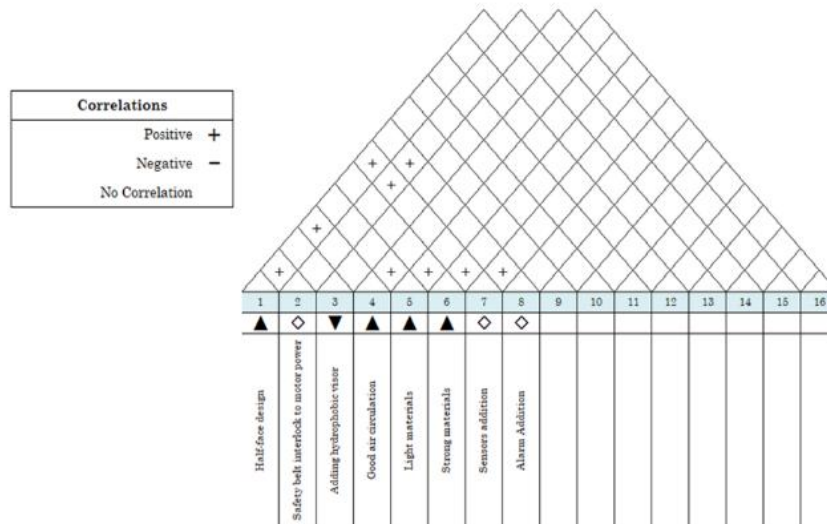 Correlations
Positive +
Negative −
No Correlation
+ +
+
+
+ + + + +
1 2 3 4 5 6 7 8 9 10 11 12 13 14 15 16
▲ ◇ ▼ ▲ ▲ ▲ ◇ ◇
Half-face design
Safety belt interlock to motor power
Adding hydrophobic visor
Good air circulation
Light materials
Strong materials
Sensors addition
Alarm Addition